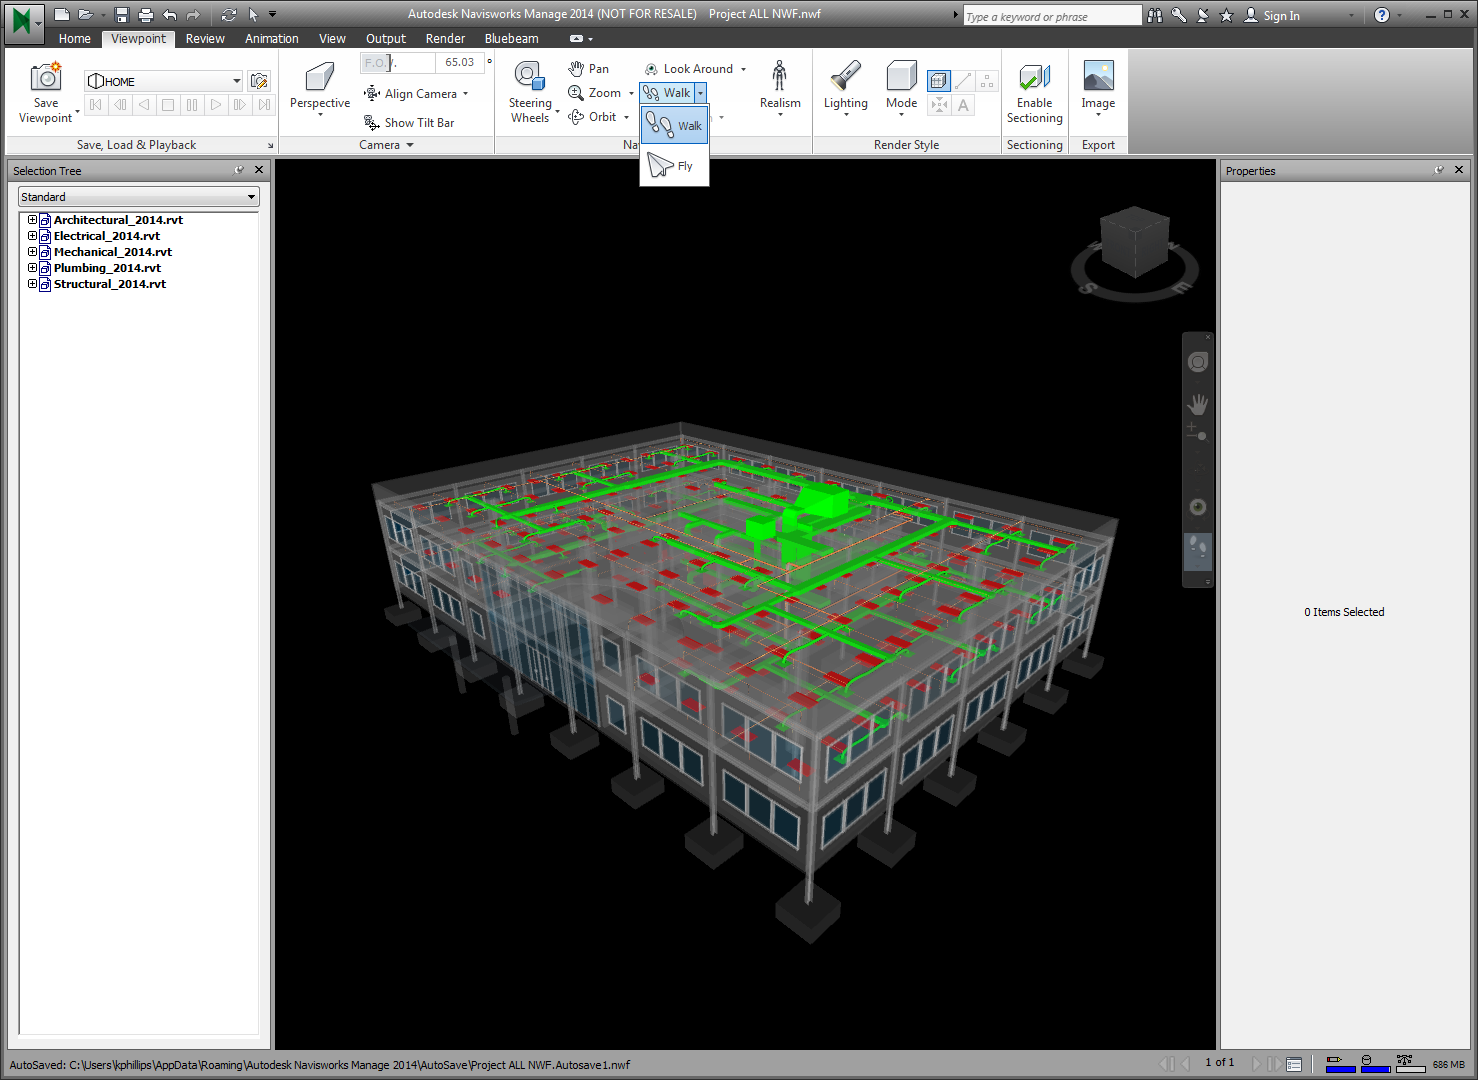 Autodesk Navisworks Manage 2014 (NOT FOR RESALE) Project ALL NWF.nwf
Type a keyword or phrase
Sign In
Home Viewpoint Review Animation View Output Render Bluebeam
Save Viewpoint
HOME
Save, Load & Playback
Perspective
65.03 °
Align Camera
Show Tilt Bar
Camera
Steering Wheels
Pan
Zoom
Orbit
Look Around
Walk
Walk
Fly
Na
Realism
Lighting
Mode
A
Render Style
Enable Sectioning
Sectioning
Image
Export
Selection Tree
Standard
Architectural_2014.rvt
Electrical_2014.rvt
Mechanical_2014.rvt
Plumbing_2014.rvt
Structural_2014.rvt
S E
Properties
0 Items Selected
AutoSaved: C:\Users\kphillips\AppData\Roaming\Autodesk Navisworks Manage 2014\AutoSave\Project ALL NWF.Autosave1.nwf
1 of 1
686 MB